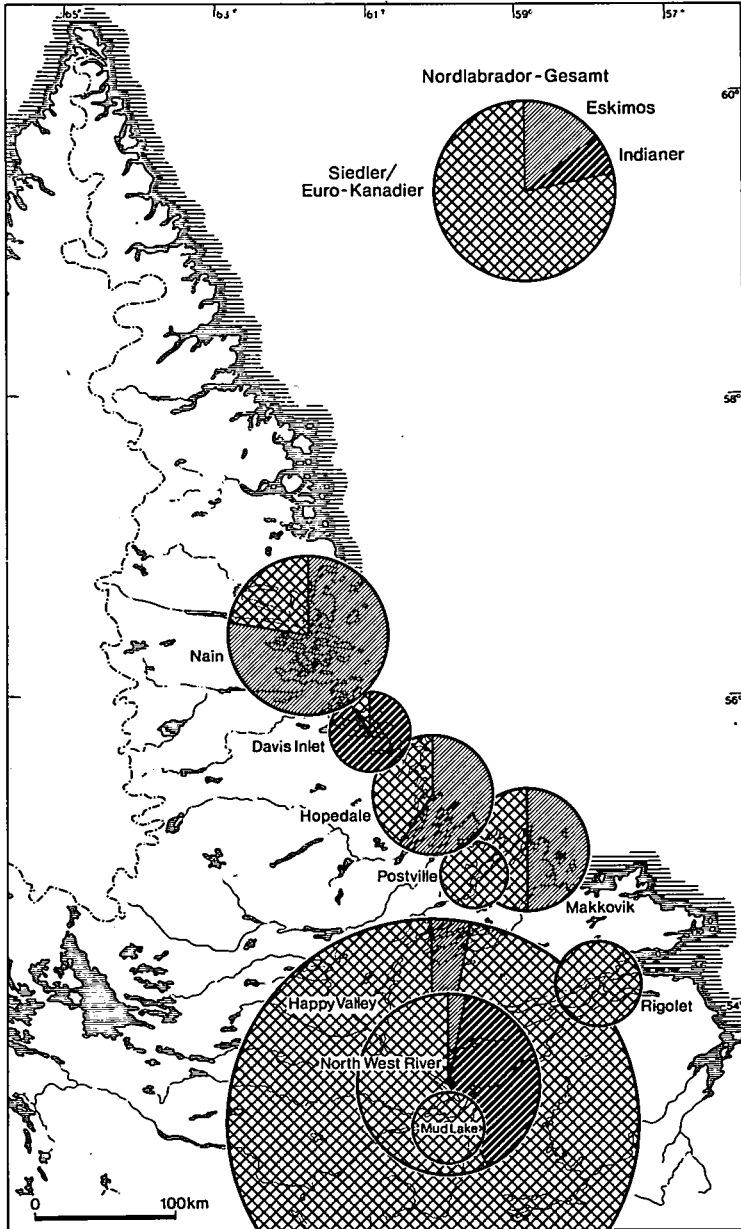 65° 63° 61° 59° 57°
Nordlabrador-Gesamt
60°
Eskimos
Indianer
Siedler/
Euro-Kanadier
58°
Nain
56°
Davis Inlet
Hopedale
Postville
Makkovik
Happy Valley
Rigolet
54°
North West River
Mud Lake
0 100km